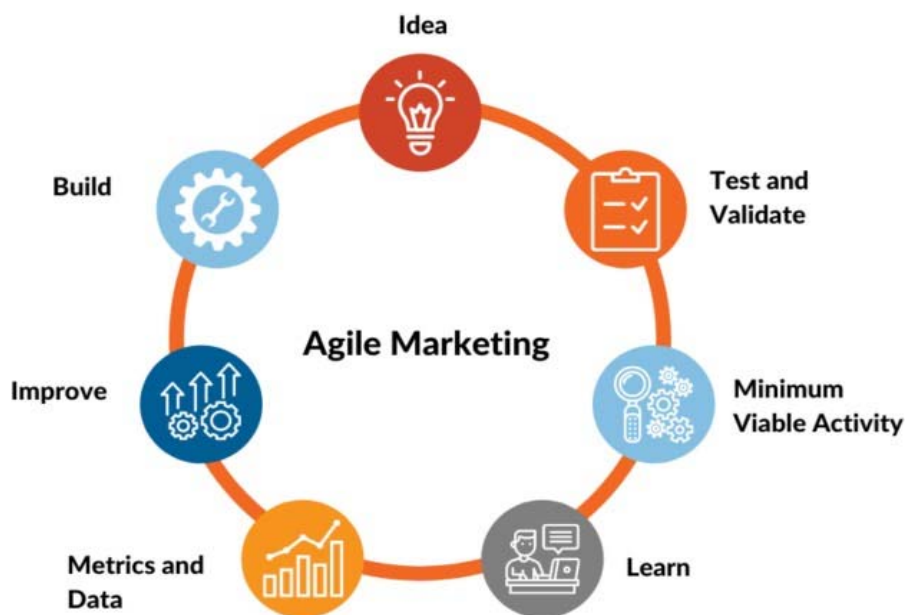 Idea
Test and
Validate
Minimum
Viable Activity
Learn
Metrics and
Data
Improve
Build
Agile Marketing